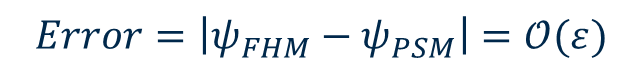 Error = |ψ_FHM − ψ_PSM| = 𝒪(ε)